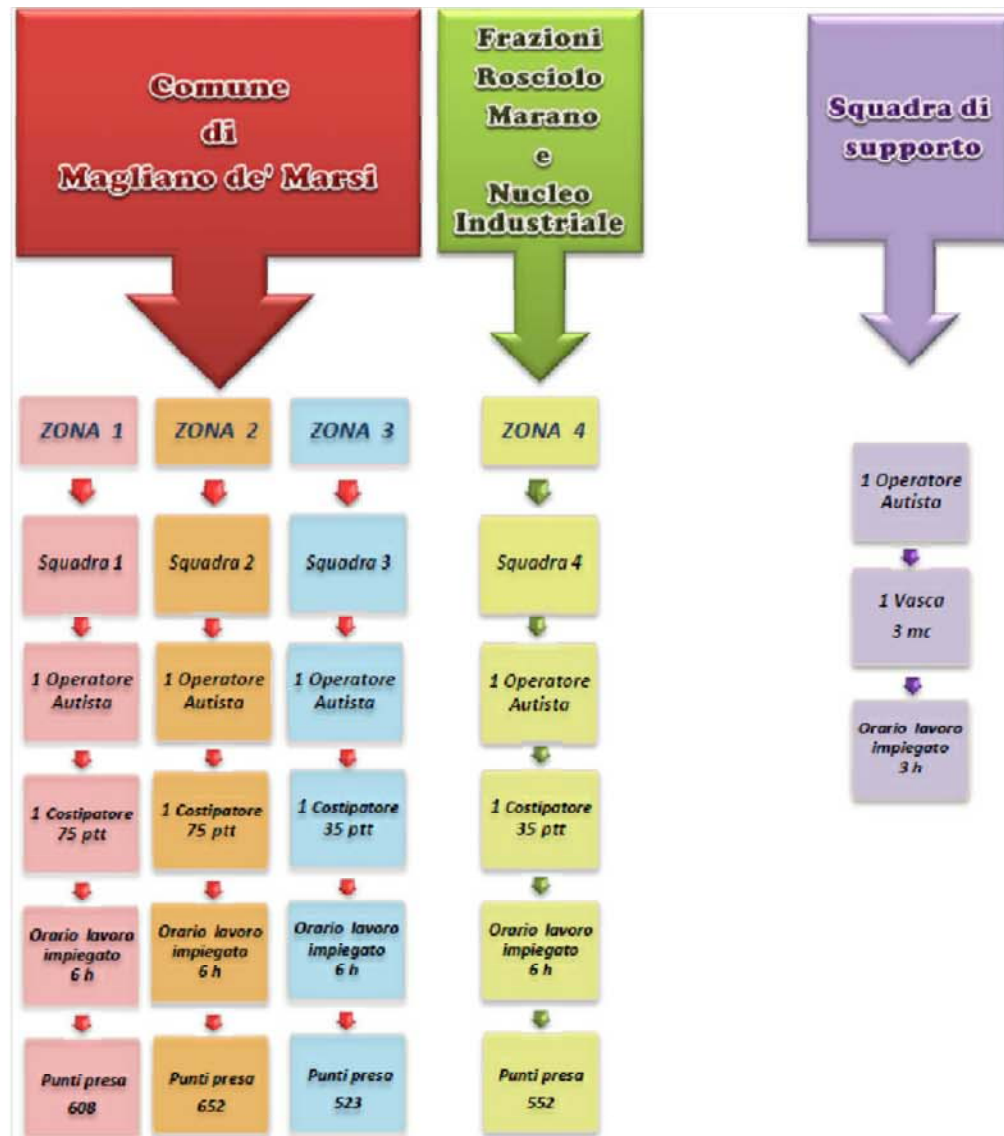 Comune
di
Magliano de' Marsi
Frazioni
Rosciolo
Marano
e
Nucleo
Industriale
Squadra di
supporto
ZONA 1
ZONA 2
ZONA 3
ZONA 4
Squadra 1
Squadra 2
Squadra 3
Squadra 4
1 Operatore
Autista
1 Operatore
Autista
1 Operatore
Autista
1 Operatore
Autista
1 Costipatore
75 ptt
1 Costipatore
75 ptt
1 Costipatore
35 ptt
1 Costipatore
35 ptt
Orario lavoro
impiegato
6 h
Orario lavoro
impiegato
6 h
Orario lavoro
impiegato
6 h
Orario lavoro
impiegato
6 h
Punti presa
608
Punti presa
652
Punti presa
523
Punti presa
552
1 Operatore
Autista
1 Vasca
3 mc
Orario lavoro
impiegato
3 h